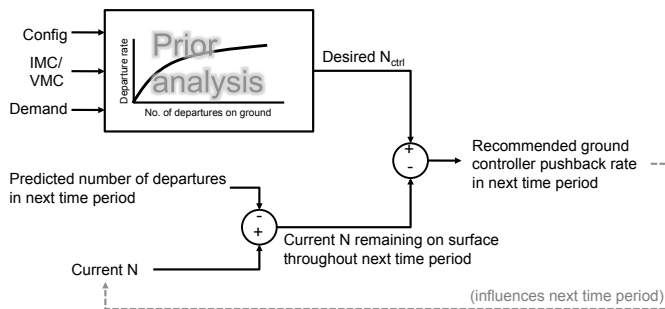 Config
IMC/
VMC
Demand
Departure rate
Prior
analysis
No. of departures on ground
Desired N_ctrl
+
-
Recommended ground
controller pushback rate
in next time period
Predicted number of departures
in next time period
-
+
Current N remaining on surface
throughout next time period
Current N
(influences next time period)